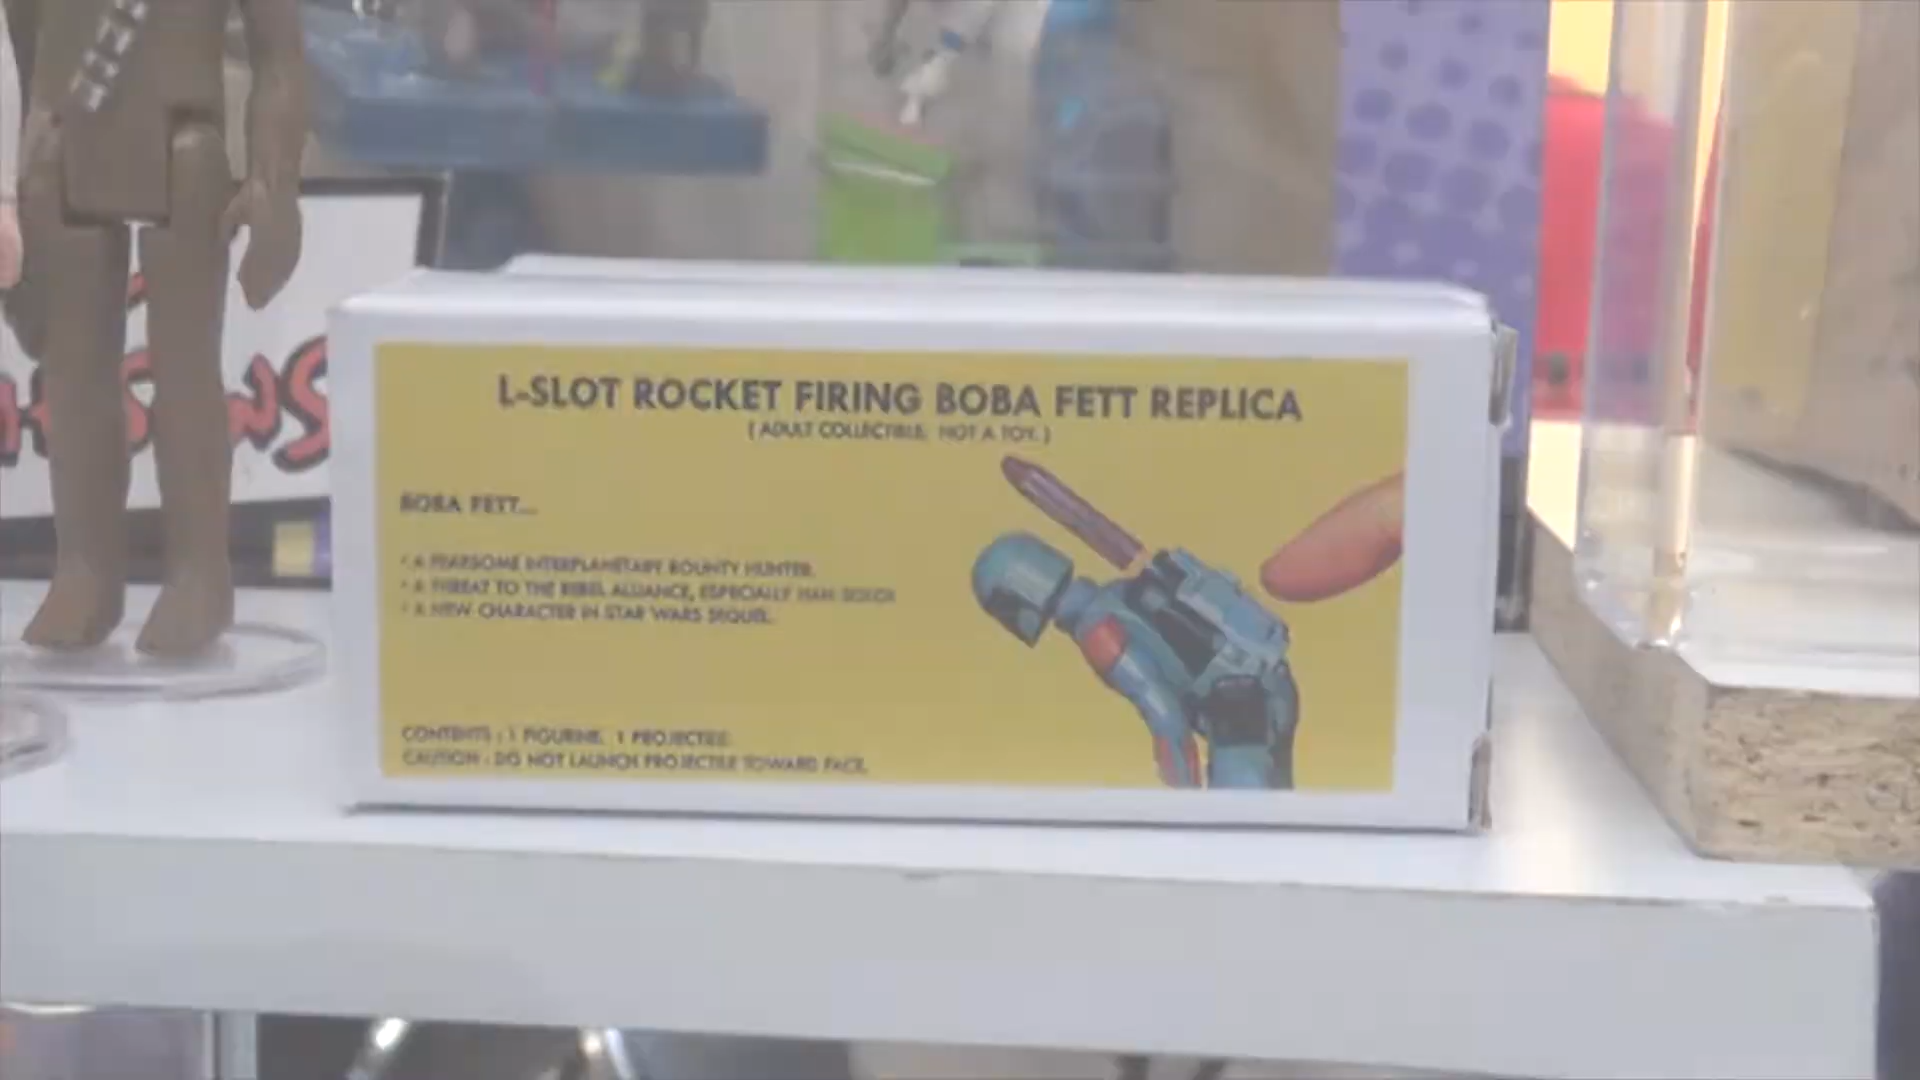 L-SLOT ROCKET FIRING BOBA FETT REPLICA
( ADULT COLLECTIBLE. NOT A TOY. )
BOBA FETT...
• A FEARSOME INTERPLANETARY BOUNTY HUNTER.
• A THREAT TO THE REBEL ALLIANCE, ESPECIALLY HAN SOLO!
• A NEW CHARACTER IN STAR WARS SEQUEL.
CONTENTS : 1 FIGURINE, 1 PROJECTILE.
CAUTION : DO NOT LAUNCH PROJECTILE TOWARD FACE.